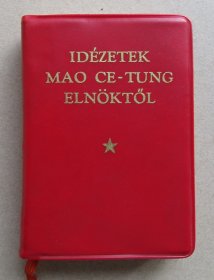 IDÉZETEK
MAO CE-TUNG
ELNÖKTŐL